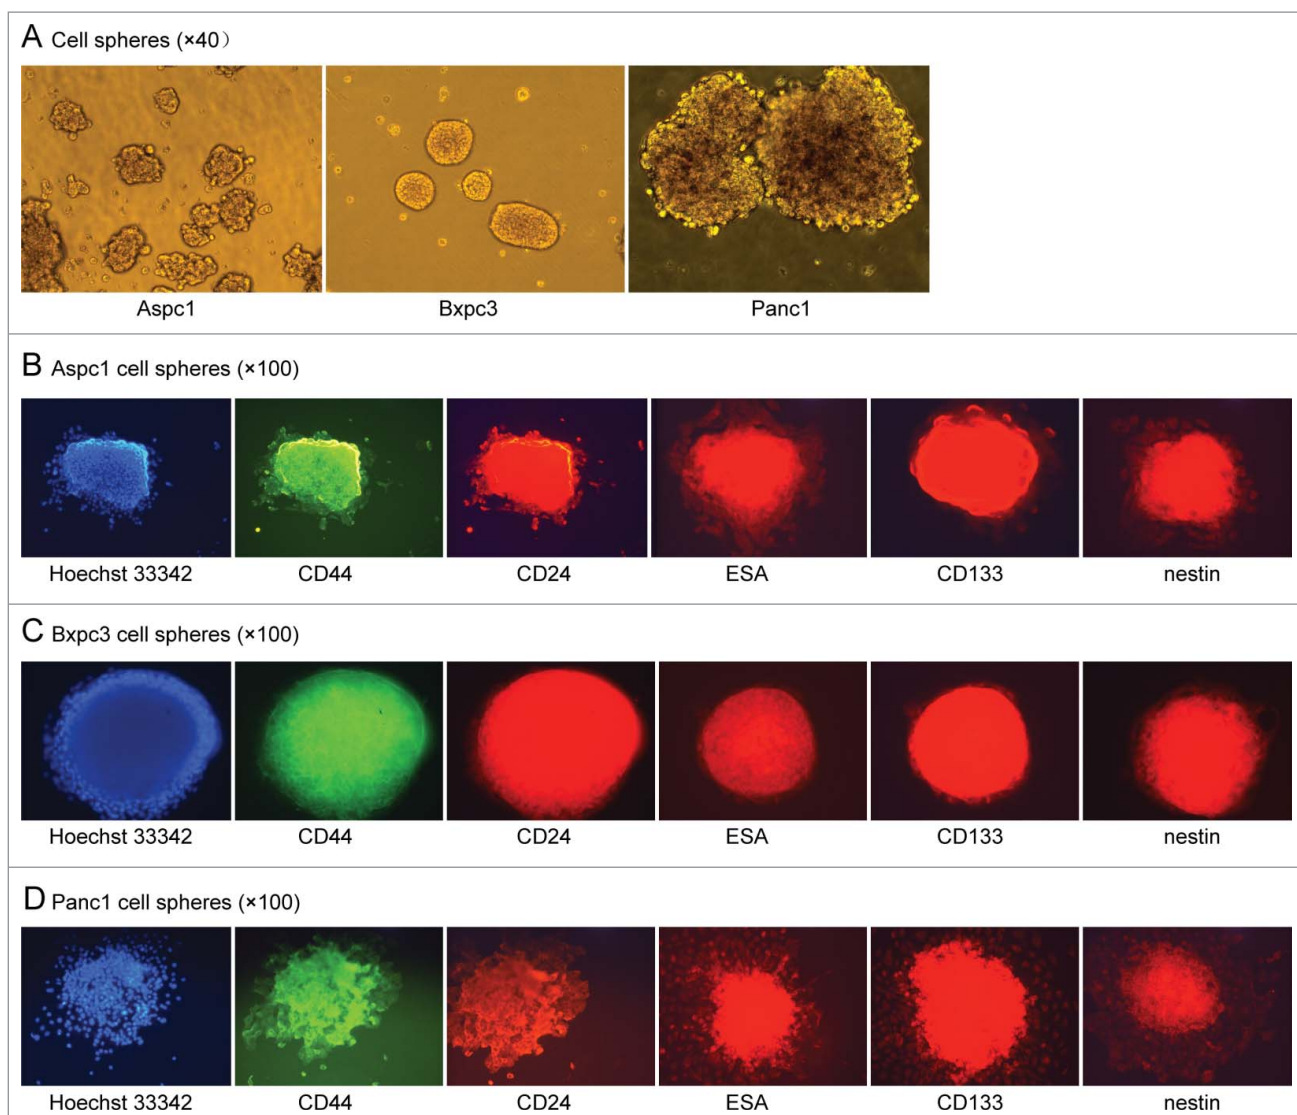 A Cell spheres (×40）
Aspc1 Bxpc3 Panc1
B Aspc1 cell spheres (×100)
Hoechst 33342 CD44 CD24 ESA CD133 nestin
C Bxpc3 cell spheres (×100)
Hoechst 33342 CD44 CD24 ESA CD133 nestin
D Panc1 cell spheres (×100)
Hoechst 33342 CD44 CD24 ESA CD133 nestin